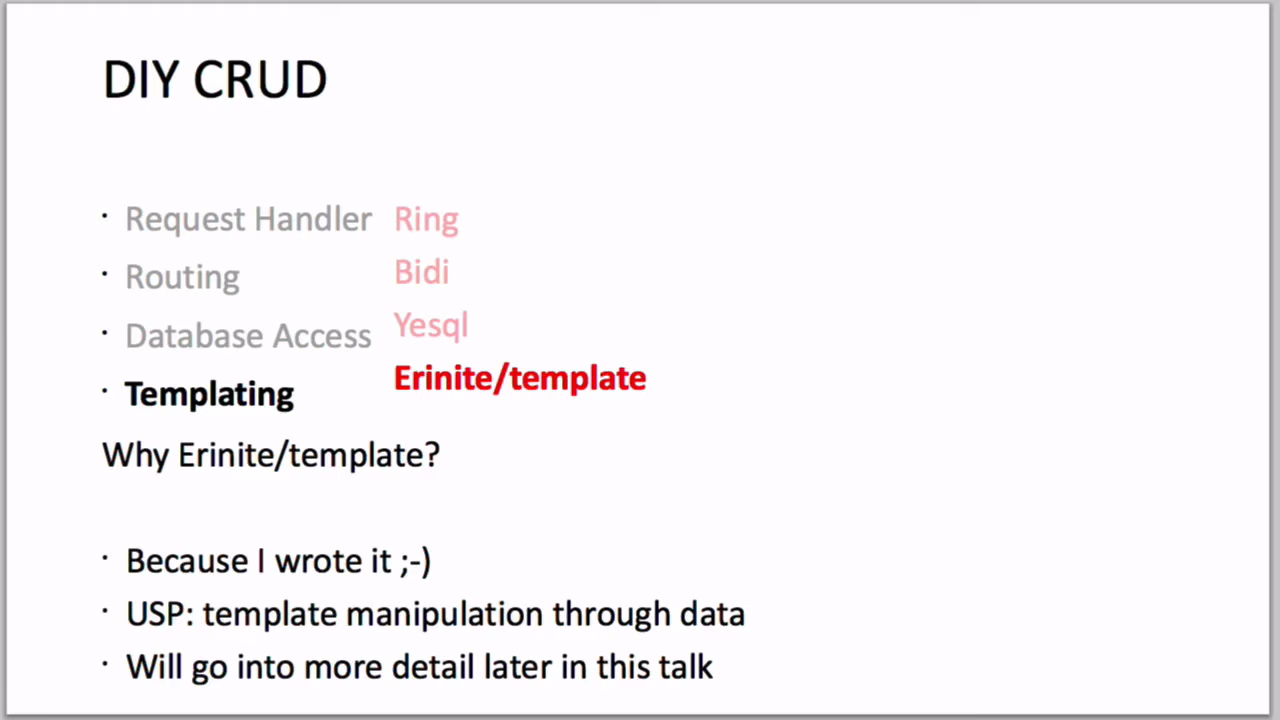 DIY CRUD
· Request Handler Ring
· Routing Bidi
· Database Access Yesql
· Templating Erinite/template
Why Erinite/template?
· Because I wrote it ;-)
· USP: template manipulation through data
· Will go into more detail later in this talk